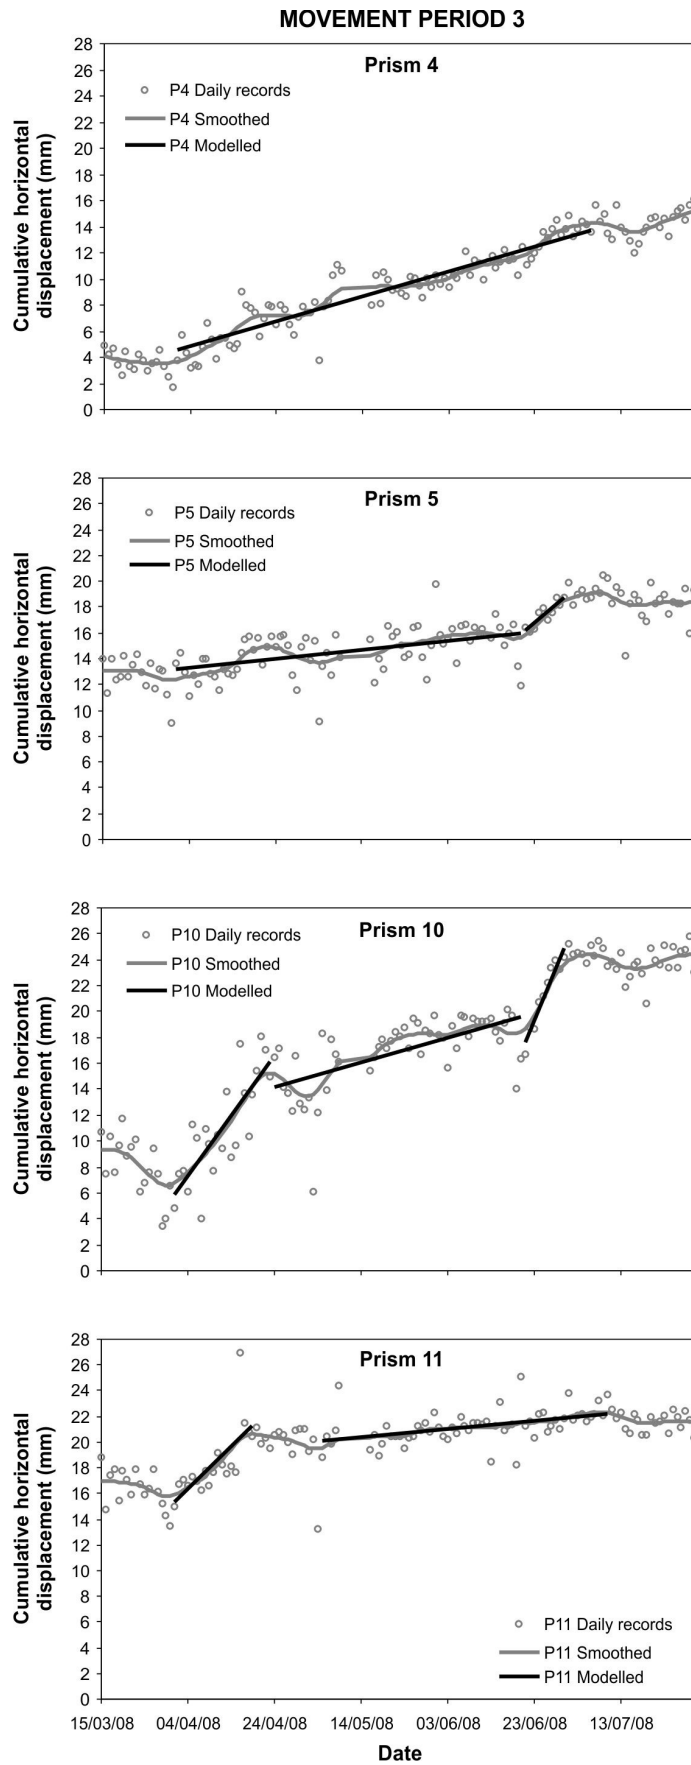 MOVEMENT PERIOD 3
Prism 4
P4 Daily records
P4 Smoothed
P4 Modelled
Cumulative horizontal
displacement (mm)
28
26
24
22
20
18
16
14
12
10
8
6
4
2
0
Prism 5
P5 Daily records
P5 Smoothed
P5 Modelled
Cumulative horizontal
displacement (mm)
28
26
24
22
20
18
16
14
12
10
8
6
4
2
0
Prism 10
P10 Daily records
P10 Smoothed
P10 Modelled
Cumulative horizontal
displacement (mm)
28
26
24
22
20
18
16
14
12
10
8
6
4
2
0
Prism 11
Cumulative horizontal
displacement (mm)
28
26
24
22
20
18
16
14
12
10
8
6
4
2
0
P11 Daily records
P11 Smoothed
P11 Modelled
15/03/08 04/04/08 24/04/08 14/05/08 03/06/08 23/06/08 13/07/08
Date